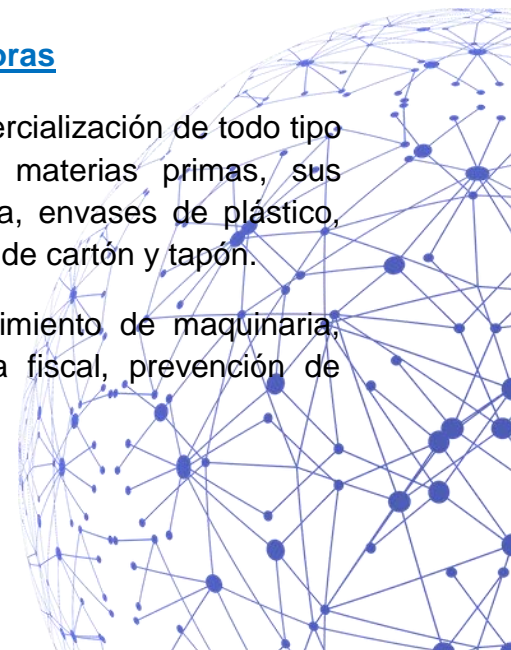 oras
ercialización de todo tipo
materias primas, sus
a, envases de plástico,
de cartón y tapón.
imiento de maquinaria,
a fiscal, prevención de